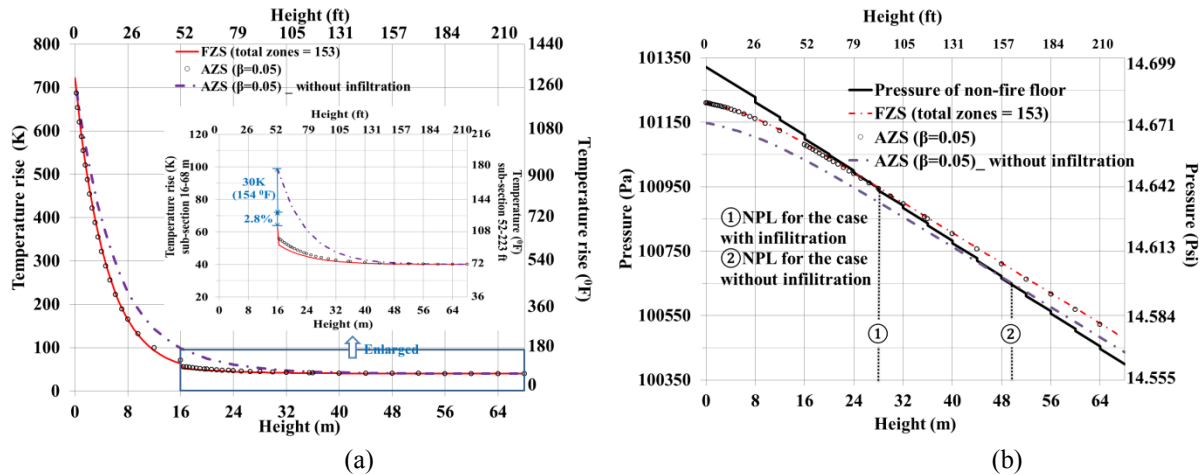 Height (ft)
0 26 52 79 105 131 157 184 210
800 700 600 500 400 300 200 100 0
Temperature rise (K)
1440 1260 1080 900 720 540 360 180 0
Temperature rise (⁰F)
FZS (total zones = 153)
AZS (β=0.05)
AZS (β=0.05) _ without infiltration
Height (ft)
0 26 52 79 105 131 157 184 210
120 100 80 60 40 20
Temperature rise (K)
sub-section 16-68 m
216 180 144 108 72 36
Temperature (⁰F)
sub-section 52-223 ft
30K
(154 ⁰F)
2.8%
0 8 16 24 32 40 48 56 64
Height (m)
Enlarged
0 8 16 24 32 40 48 56 64
Height (m)
(a)
Height (ft)
0 26 52 79 105 131 157 184 210
101350 101150 100950 100750 100550 100350
Pressure (Pa)
14.699 14.671 14.642 14.613 14.584 14.555
Pressure (Psi)
Pressure of non-fire floor
FZS (total zones = 153)
AZS (β=0.05)
AZS (β=0.05)_ without infiltration
①NPL for the case
with infilitration
②NPL for the case
without infilitration
① ②
0 8 16 24 32 40 48 56 64
Height (m)
(b)